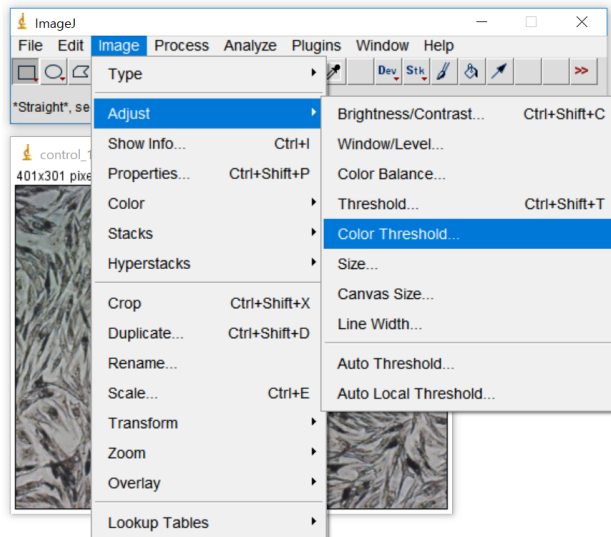 ImageJ
File Edit Image Process Analyze Plugins Window Help
Dev Stk >>
*Straight*, se
control_1
401x301 pixe
Type
Adjust
Show Info... Ctrl+I
Properties... Ctrl+Shift+P
Color
Stacks
Hyperstacks
Crop Ctrl+Shift+X
Duplicate... Ctrl+Shift+D
Rename...
Scale... Ctrl+E
Transform
Zoom
Overlay
Lookup Tables
Brightness/Contrast... Ctrl+Shift+C
Window/Level...
Color Balance...
Threshold... Ctrl+Shift+T
Color Threshold...
Size...
Canvas Size...
Line Width...
Auto Threshold...
Auto Local Threshold...